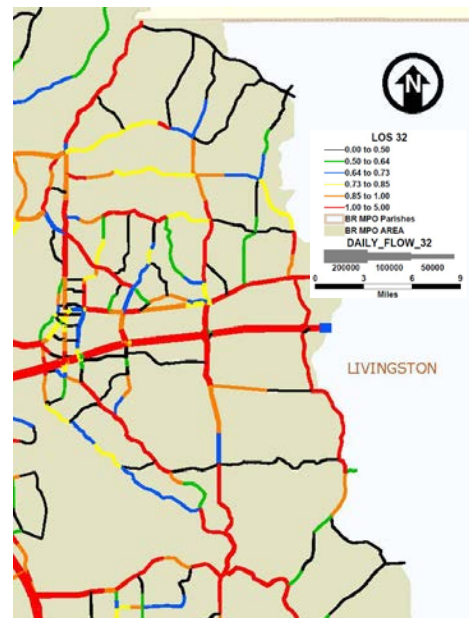 N
LOS 32
0.00 to 0.50
0.50 to 0.64
0.64 to 0.73
0.73 to 0.85
0.85 to 1.00
1.00 to 5.00
BR MPO Parishes
BR MPO AREA
DAILY_FLOW_32
200000 100000 50000
0 3 6 9
Miles
LIVINGSTON